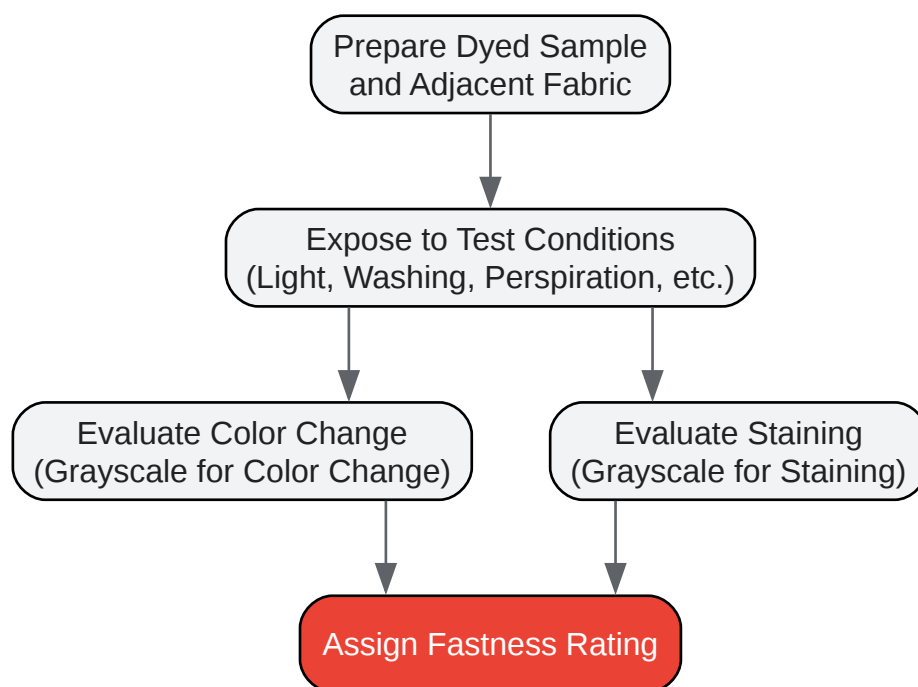 Prepare Dyed Sample
and Adjacent Fabric
Expose to Test Conditions
(Light, Washing, Perspiration, etc.)
Evaluate Color Change
(Grayscale for Color Change)
Evaluate Staining
(Grayscale for Staining)
Assign Fastness Rating